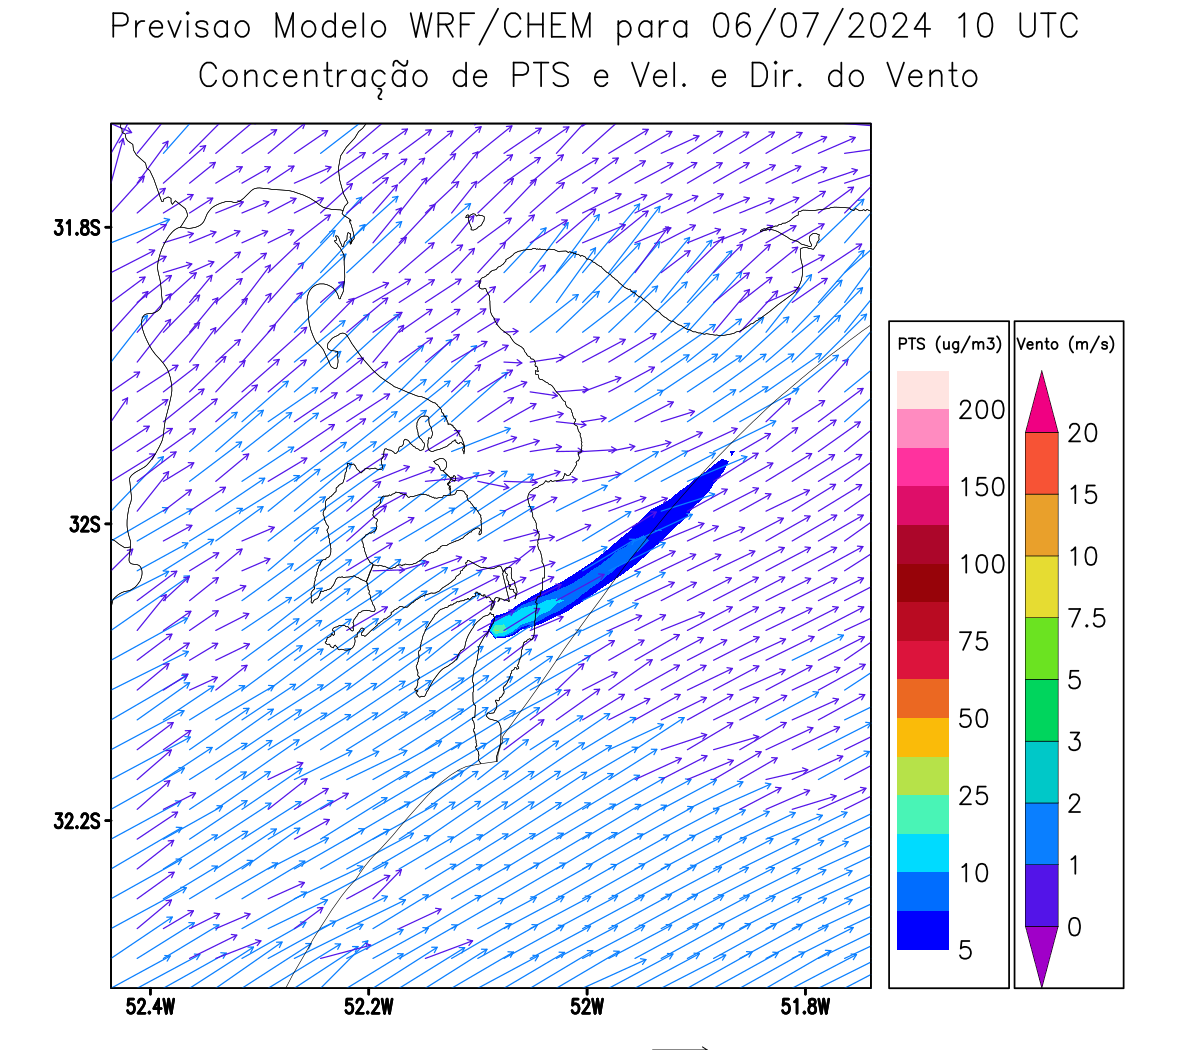 Previsao Modelo WRF/CHEM para 06/07/2024 10 UTC
Concentração de PTS e Vel. e Dir. do Vento
31.8S
32S
32.2S
52.4W
52.2W
52W
51.8W
PTS (ug/m3)
200
150
100
75
50
25
10
5
Vento (m/s)
20
15
10
7.5
5
3
2
1
0